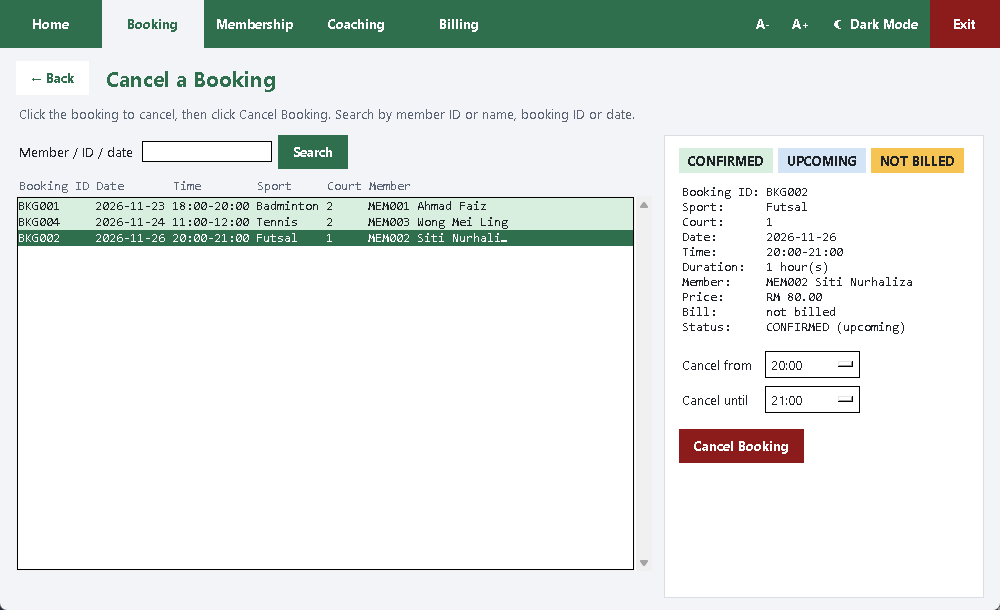 Home Booking Membership Coaching Billing A- A+ ☾ Dark Mode Exit
← Back Cancel a Booking
Click the booking to cancel, then click Cancel Booking. Search by member ID or name, booking ID or date.
Member / ID / date Search
Booking ID Date Time Sport Court Member
BKG001 2026-11-23 18:00-20:00 Badminton 2 MEM001 Ahmad Faiz
BKG004 2026-11-24 11:00-12:00 Tennis 2 MEM003 Wong Mei Ling
BKG002 2026-11-26 20:00-21:00 Futsal 1 MEM002 Siti Nurhali…
CONFIRMED UPCOMING NOT BILLED
Booking ID: BKG002
Sport: Futsal
Court: 1
Date: 2026-11-26
Time: 20:00-21:00
Duration: 1 hour(s)
Member: MEM002 Siti Nurhaliza
Price: RM 80.00
Bill: not billed
Status: CONFIRMED (upcoming)
Cancel from 20:00
Cancel until 21:00
Cancel Booking